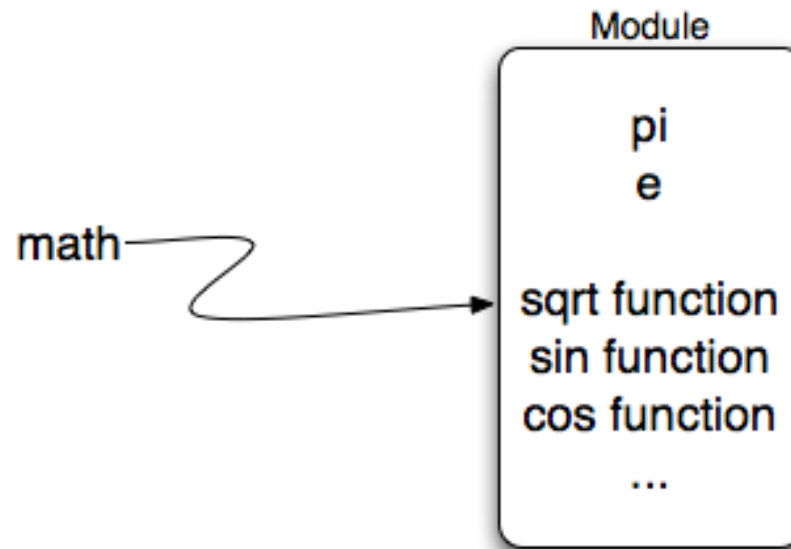 Module
pi
e
math
sqrt function
sin function
cos function
...